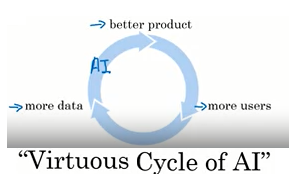 better product
AI
more data
more users
"Virtuous Cycle of AI"